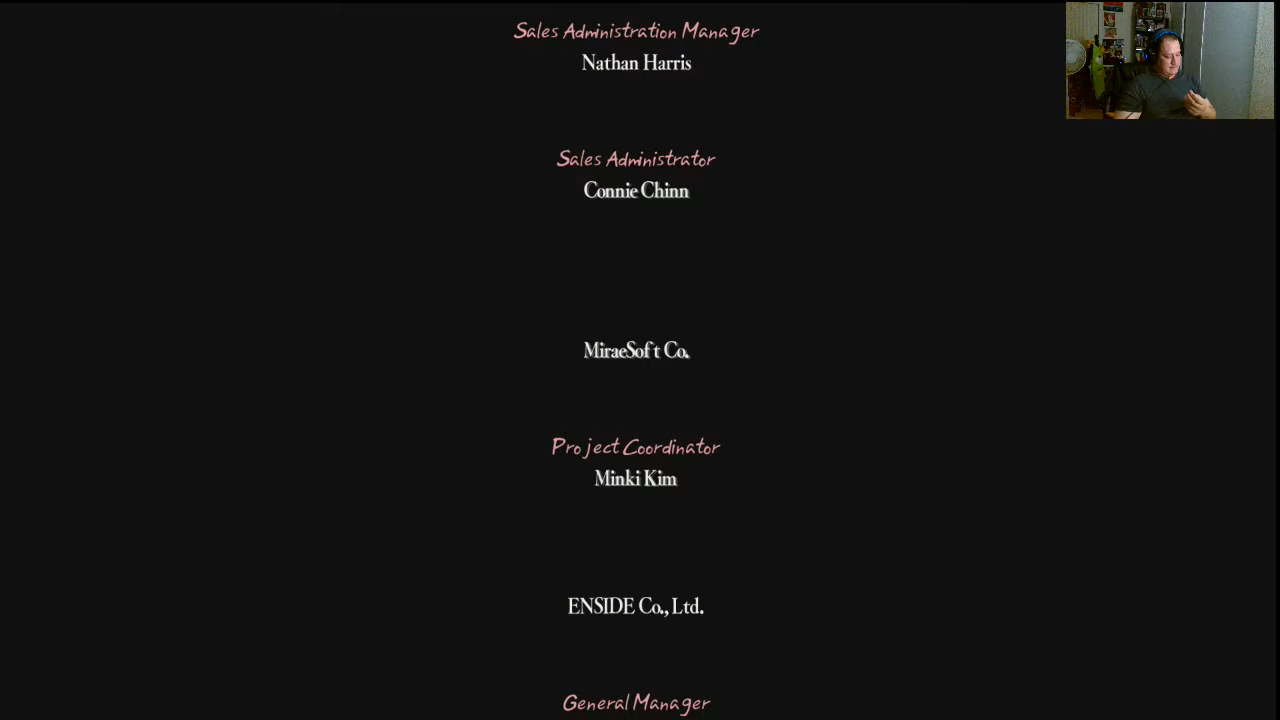 Sales Administration Manager
Nathan Harris
Sales Administrator
Connie Chinn
MiraeSoft Co.
Project Coordinator
Minki Kim
ENSIDE Co., Ltd.
General Manager